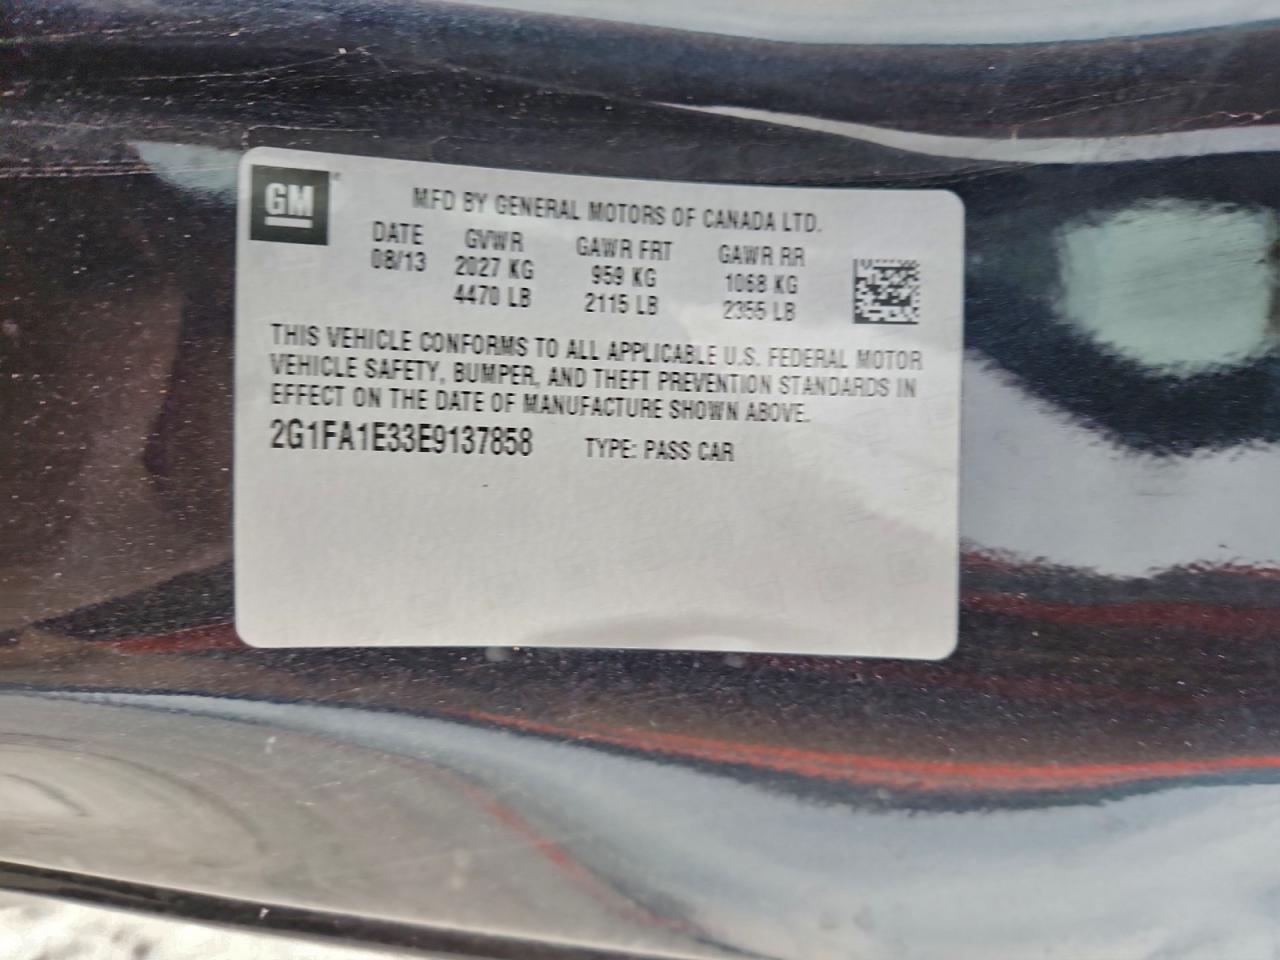 GM
MFD BY GENERAL MOTORS OF CANADA LTD.
DATE GVWR GAWR FRT GAWR RR
08/13 2027 KG 959 KG 1068 KG
4470 LB 2115 LB 2355 LB
THIS VEHICLE CONFORMS TO ALL APPLICABLE U.S. FEDERAL MOTOR
VEHICLE SAFETY, BUMPER, AND THEFT PREVENTION STANDARDS IN
EFFECT ON THE DATE OF MANUFACTURE SHOWN ABOVE.
2G1FA1E33E9137858 TYPE: PASS CAR